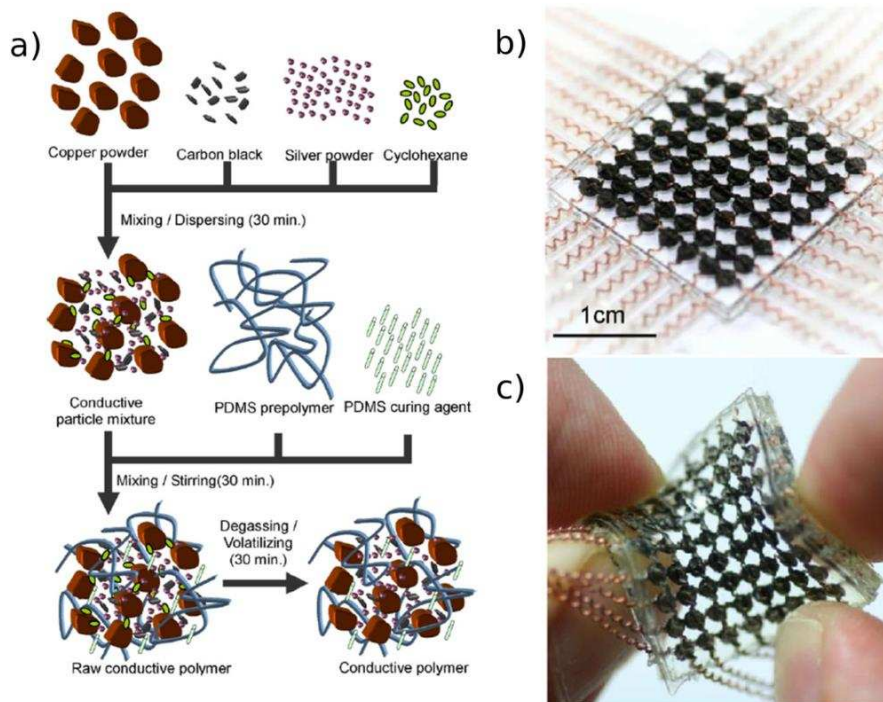 a)
Copper powder
Carbon black
Silver powder
Cyclohexane
Mixing / Dispersing (30 min.)
Conductive
particle mixture
PDMS prepolymer
PDMS curing agent
Mixing / Stirring(30 min.)
Degassing /
Volatilizing
(30 min.)
Raw conductive polymer
Conductive polymer
b)
1cm
c)